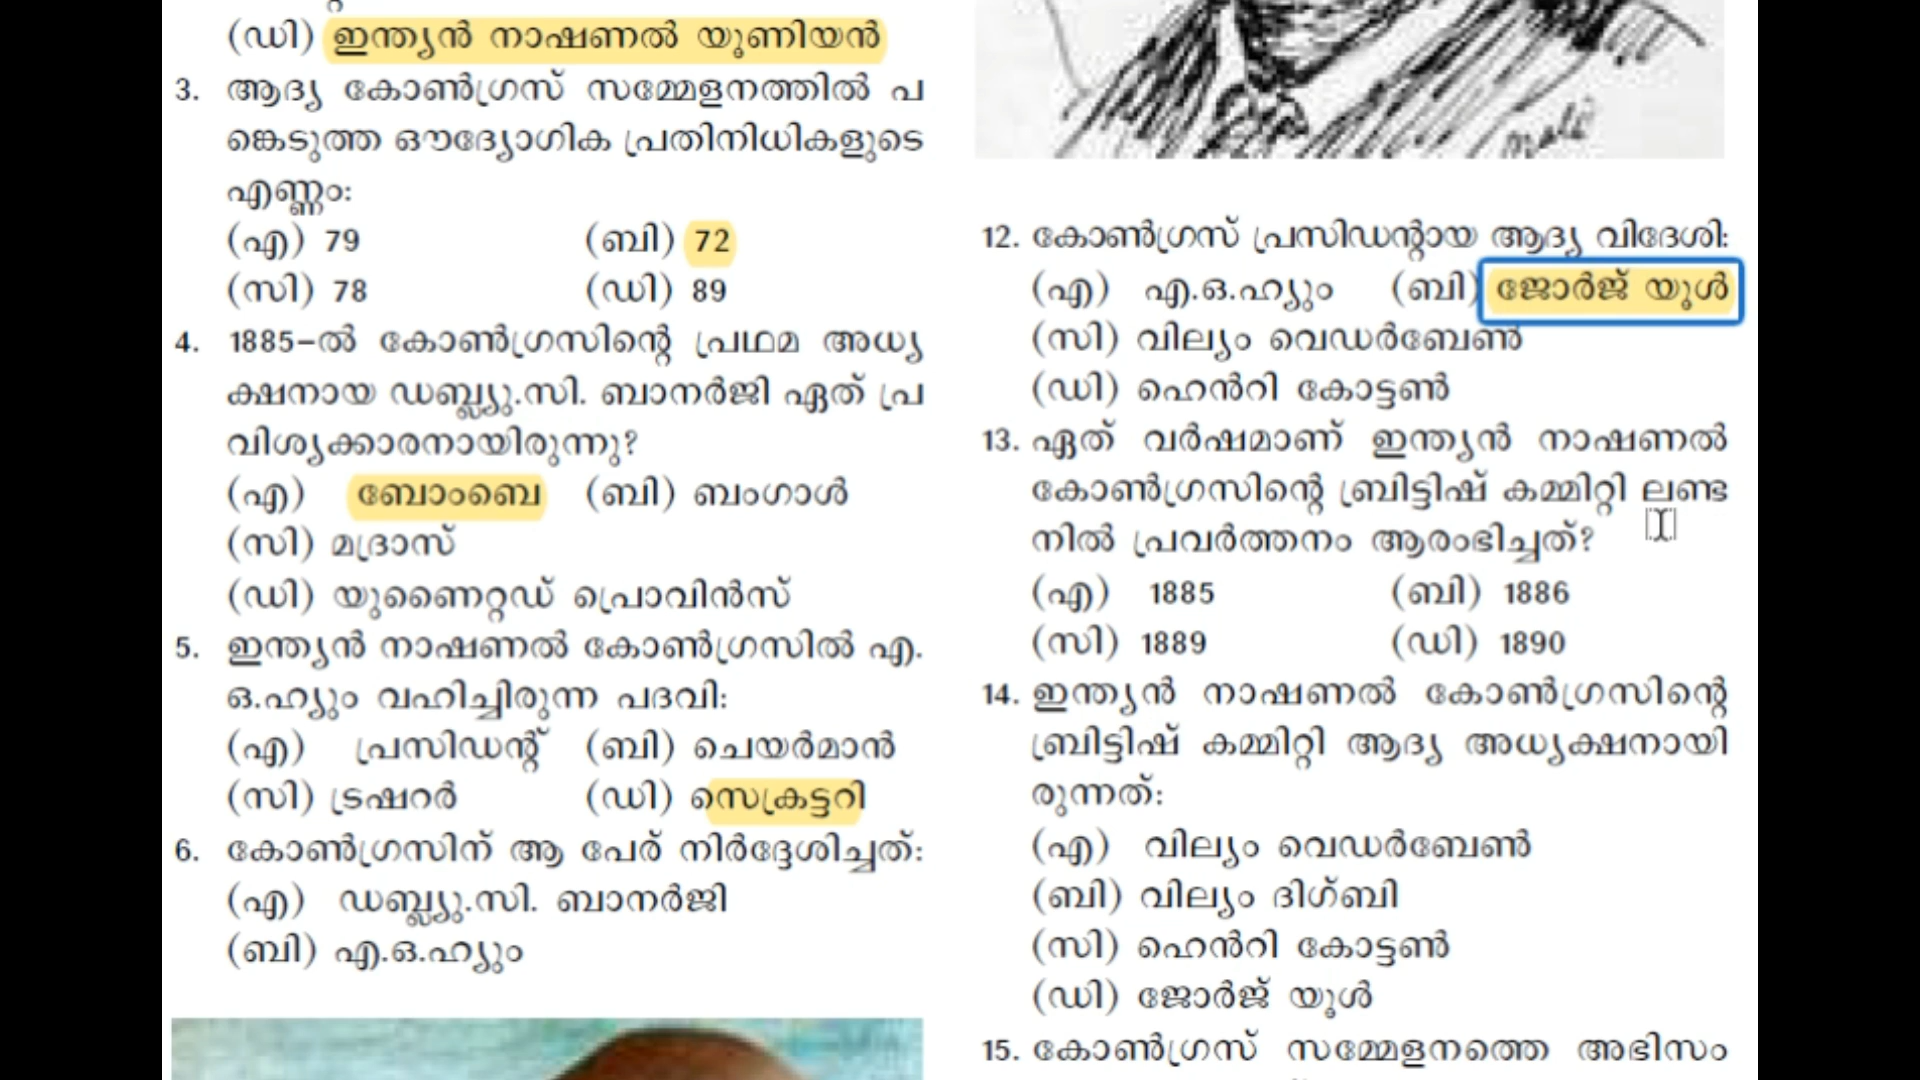 (ഡി) ഇന്ത്യൻ നാഷണൽ യൂണിയൻ
3. ആദ്യ കോൺഗ്രസ് സമ്മേളനത്തിൽ പ
ങ്കെടുത്ത ഔദ്യോഗിക പ്രതിനിധികളുടെ
എണ്ണം:
(എ) 79 (ബി) 72
(സി) 78 (ഡി) 89
4. 1885-ൽ കോൺഗ്രസിന്റെ പ്രഥമ അധ്യ
ക്ഷനായ ഡബ്ല്യു.സി. ബാനർജി ഏത് പ്ര
വിശ്യക്കാരനായിരുന്നു?
(എ) ബോംബെ (ബി) ബംഗാൾ
(സി) മദ്രാസ്
(ഡി) യുണൈറ്റഡ് പ്രൊവിൻസ്
5. ഇന്ത്യൻ നാഷണൽ കോൺഗ്രസിൽ എ.
ഒ.ഹ്യും വഹിച്ചിരുന്ന പദവി:
(എ) പ്രസിഡന്റ് (ബി) ചെയർമാൻ
(സി) ട്രഷറർ (ഡി) സെക്രട്ടറി
6. കോൺഗ്രസിന് ആ പേര് നിർദ്ദേശിച്ചത്:
(എ) ഡബ്ല്യു.സി. ബാനർജി
(ബി) എ.ഒ.ഹ്യും
12. കോൺഗ്രസ് പ്രസിഡന്റായ ആദ്യ വിദേശി:
(എ) എ.ഒ.ഹ്യും (ബി) ജോർജ് യൂൾ
(സി) വില്യം വെഡർബേൺ
(ഡി) ഹെൻറി കോട്ടൺ
13. ഏത് വർഷമാണ് ഇന്ത്യൻ നാഷണൽ
കോൺഗ്രസിന്റെ ബ്രിട്ടിഷ് കമ്മിറ്റി ലണ്ട
നിൽ പ്രവർത്തനം ആരംഭിച്ചത്?
(എ) 1885 (ബി) 1886
(സി) 1889 (ഡി) 1890
14. ഇന്ത്യൻ നാഷണൽ കോൺഗ്രസിന്റെ
ബ്രിട്ടിഷ് കമ്മിറ്റി ആദ്യ അധ്യക്ഷനായി
രുന്നത്:
(എ) വില്യം വെഡർബേൺ
(ബി) വില്യം ദിഗ്ബി
(സി) ഹെൻറി കോട്ടൺ
(ഡി) ജോർജ് യൂൾ
15. കോൺഗ്രസ് സമ്മേളനത്തെ അഭിസം